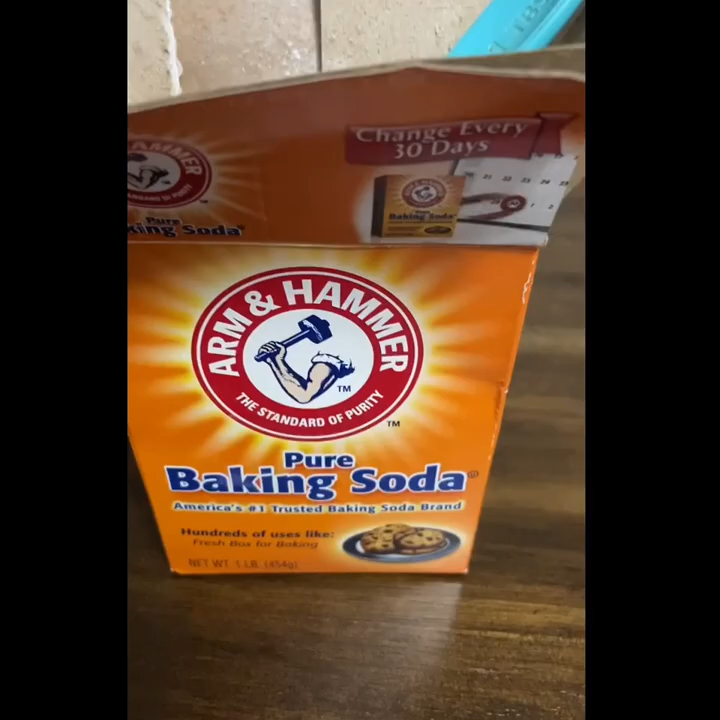 Change Every
30 Days
ARM & HAMMER
Pure
Baking Soda
ARM & HAMMER
THE STANDARD OF PURITY
TM
TM
Pure
Baking Soda®
America's #1 Trusted Baking Soda Brand
Hundreds of uses like:
Fresh Box for Baking
NET WT. 1 LB. (454g)